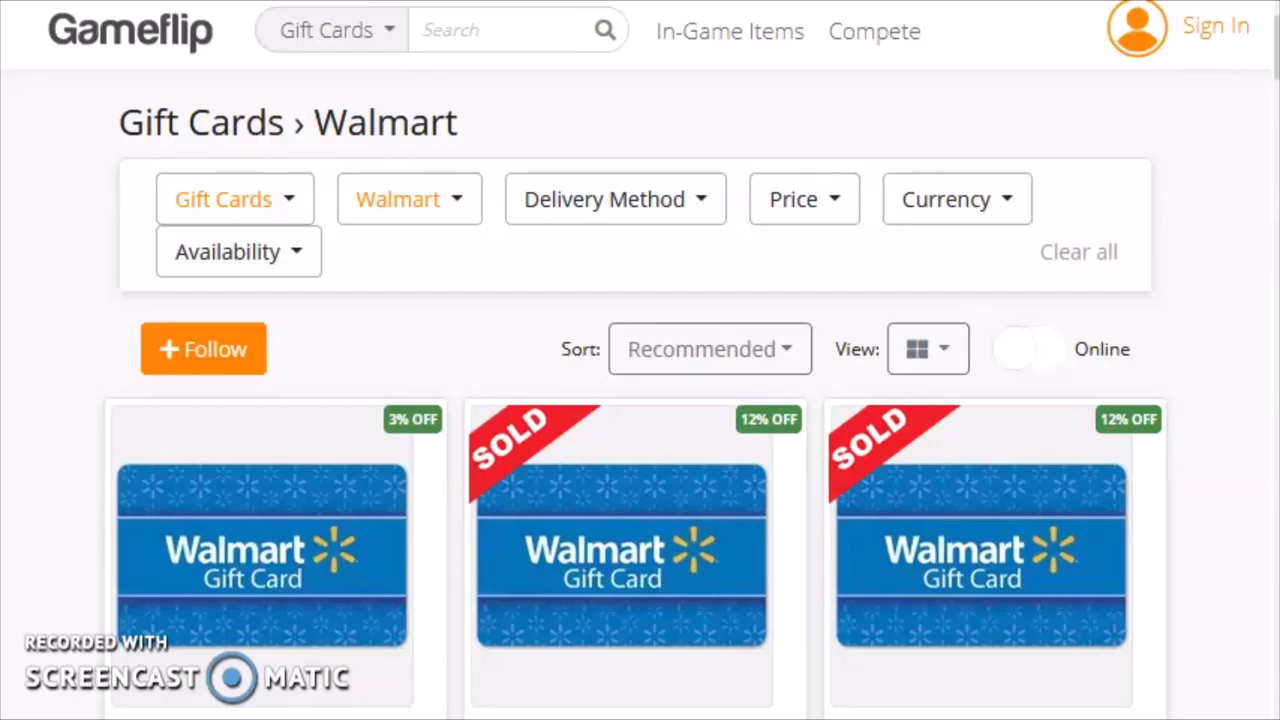 Gameflip
Gift Cards
Search
In-Game Items
Compete
Sign In
Gift Cards › Walmart
Gift Cards
Walmart
Delivery Method
Price
Currency
Availability
Clear all
+ Follow
Sort:
Recommended
View:
Online
3% OFF
SOLD
12% OFF
SOLD
12% OFF
Walmart
Gift Card
Walmart
Gift Card
Walmart
Gift Card
RECORDED WITH
SCREENCAST MATIC